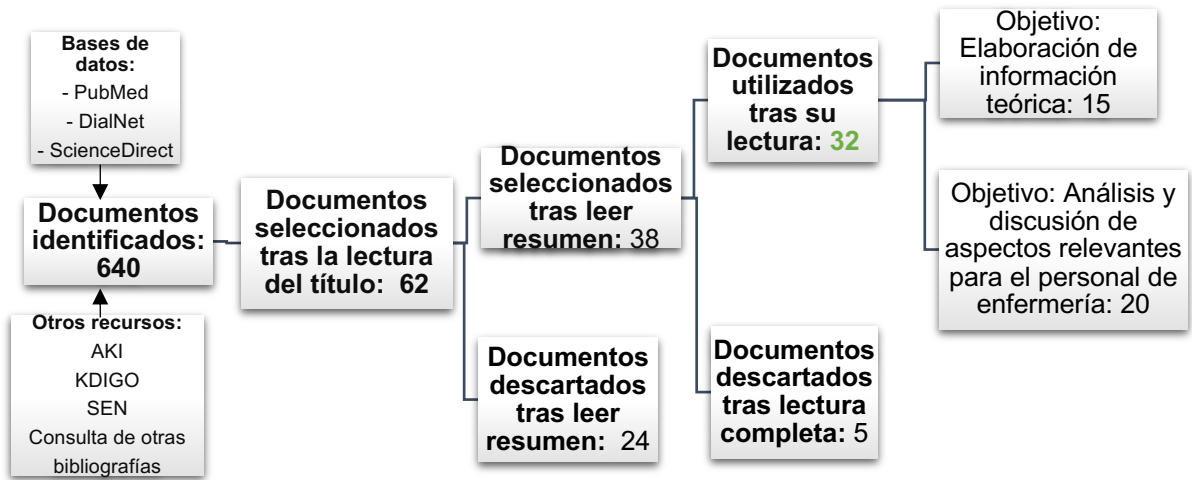 Bases de
datos:
- PubMed
- DialNet
- ScienceDirect
Documentos
identificados:
640
Otros recursos:
AKI
KDIGO
SEN
Consulta de otras
bibliografías
Documentos
seleccionados
tras la lectura
del título: 62
Documentos
seleccionados
tras leer
resumen: 38
Documentos
descartados
tras leer
resumen: 24
Documentos
utilizados
tras su
lectura: 32
Documentos
descartados
tras lectura
completa: 5
Objetivo:
Elaboración de
información
teórica: 15
Objetivo: Análisis y
discusión de
aspectos relevantes
para el personal de
enfermería: 20